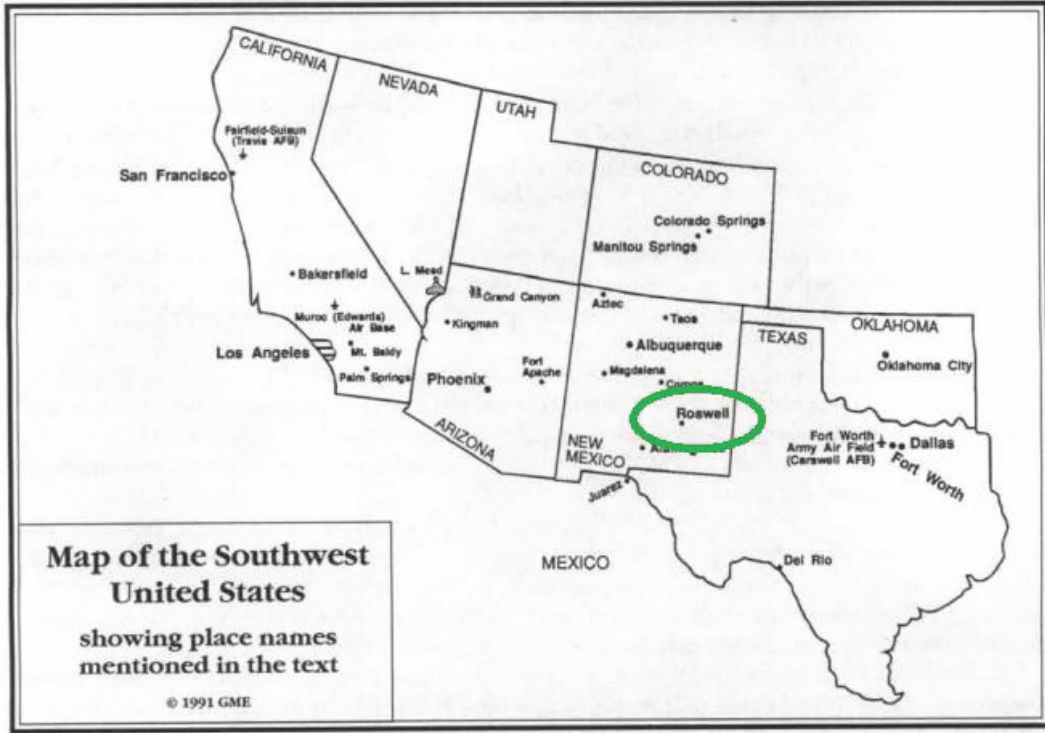 CALIFORNIA
NEVADA
UTAH
COLORADO
Fairfield-Suisun
(Travis AFB)
San Francisco
Colorado Springs
Manitou Springs
Bakersfield
L. Mead
Grand Canyon
Aztec
Muroc (Edwards)
Air Base
Kingman
Taos
TEXAS
OKLAHOMA
Los Angeles
Mt. Baldy
Albuquerque
Oklahoma City
Palm Springs
Phoenix
Fort
Apache
Magdalena
Roswell
ARIZONA
NEW
MEXICO
Fort Worth
Army Air Field
(Carswell AFB)
Dallas
Fort Worth
Juarez
MEXICO
Del Rio
Map of the Southwest
United States
showing place names
mentioned in the text
© 1991 GME